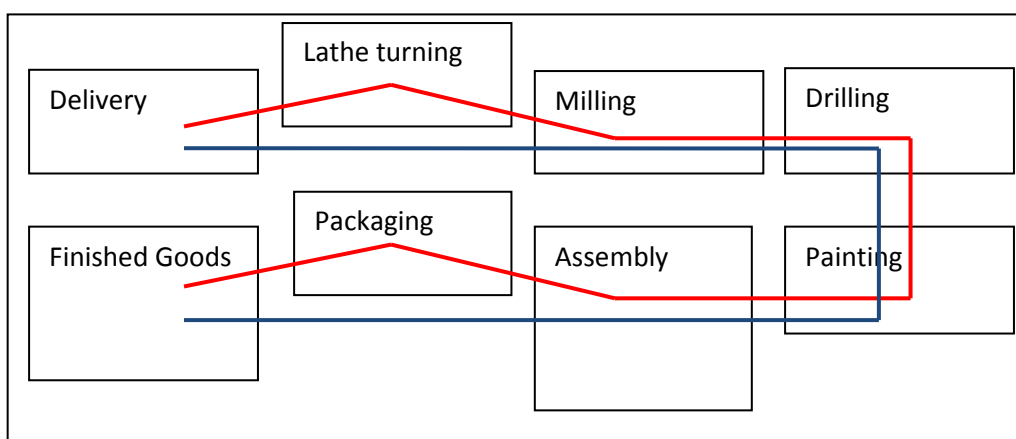 Delivery
Lathe turning
Milling
Drilling
Finished Goods
Packaging
Assembly
Painting